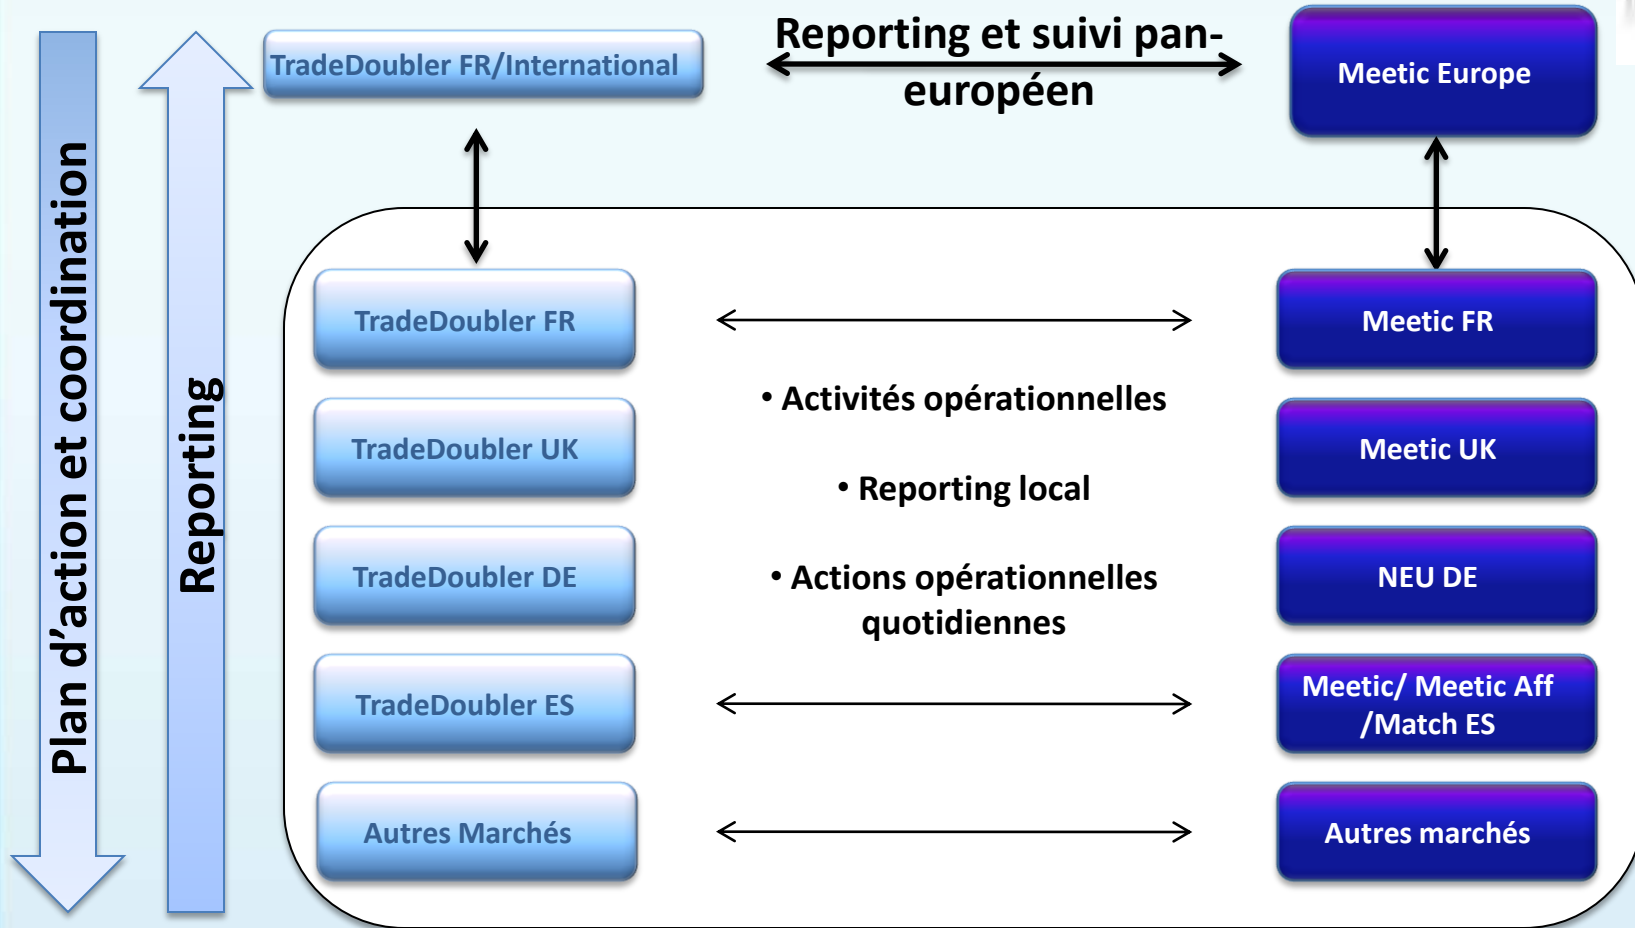 Plan d’action et coordination
Reporting
TradeDoubler FR/International
Reporting et suivi pan-
européen
Meetic Europe
TradeDoubler FR
Meetic FR
• Activités opérationnelles
TradeDoubler UK
Meetic UK
• Reporting local
TradeDoubler DE
• Actions opérationnelles
quotidiennes
NEU DE
TradeDoubler ES
Meetic/ Meetic Aff
/Match ES
Autres Marchés
Autres marchés